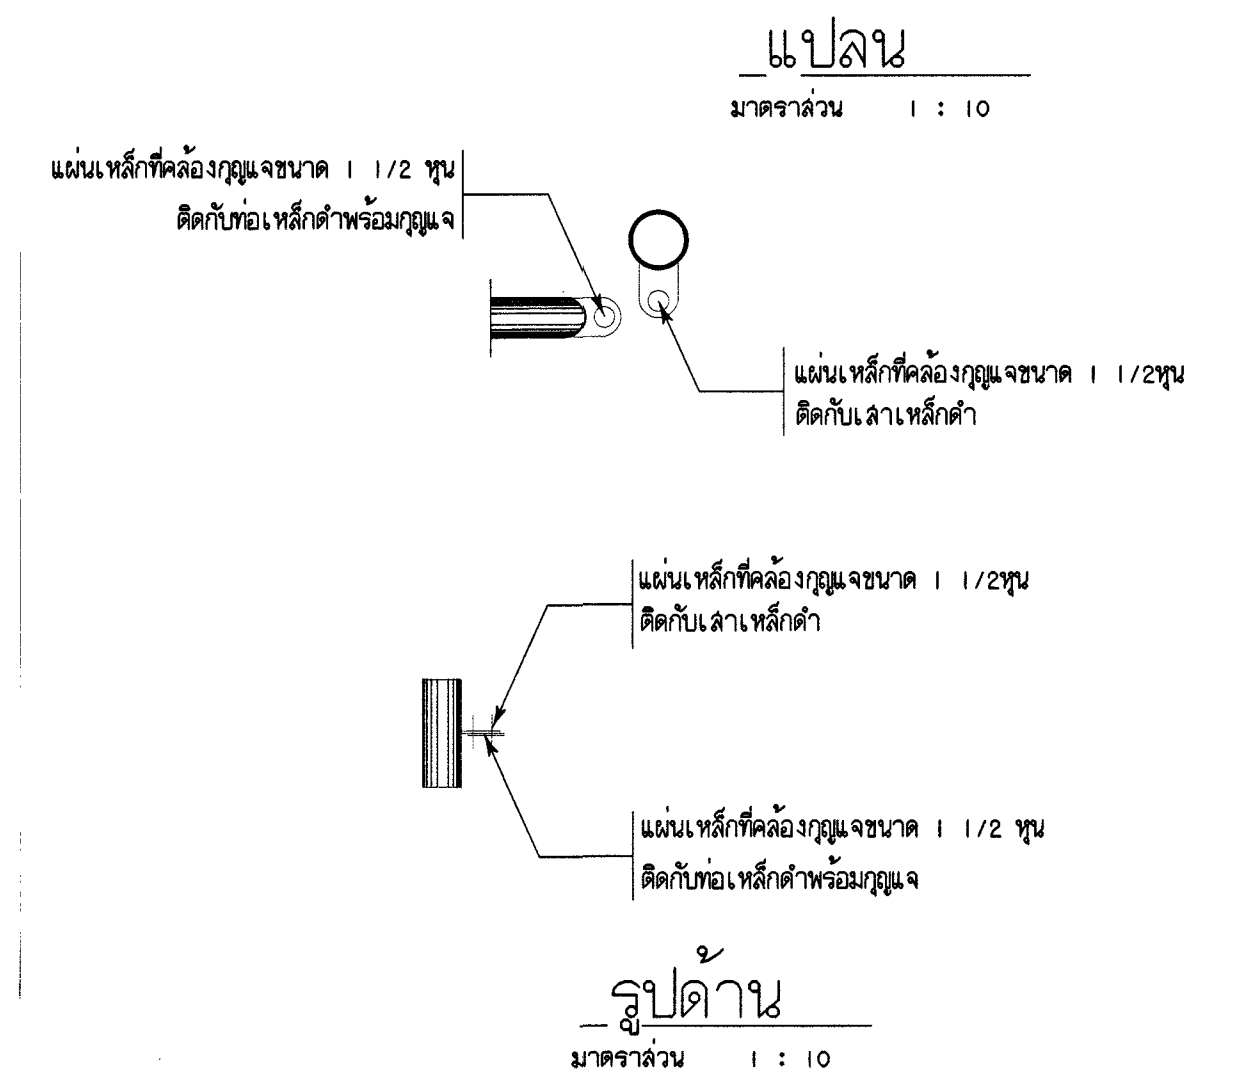 แปลน
มาตราส่วน 1 : 10
แผ่นเหล็กที่คล้องกุญแจขนาด 1 1/2 หุน
ติดกับท่อเหล็กดำพร้อมกุญแจ
แผ่นเหล็กที่คล้องกุญแจขนาด 1 1/2หุน
ติดกับเสาเหล็กดำ
แผ่นเหล็กที่คล้องกุญแจขนาด 1 1/2หุน
ติดกับเสาเหล็กดำ
แผ่นเหล็กที่คล้องกุญแจขนาด 1 1/2 หุน
ติดกับท่อเหล็กดำพร้อมกุญแจ
รูปด้าน
มาตราส่วน 1 : 10